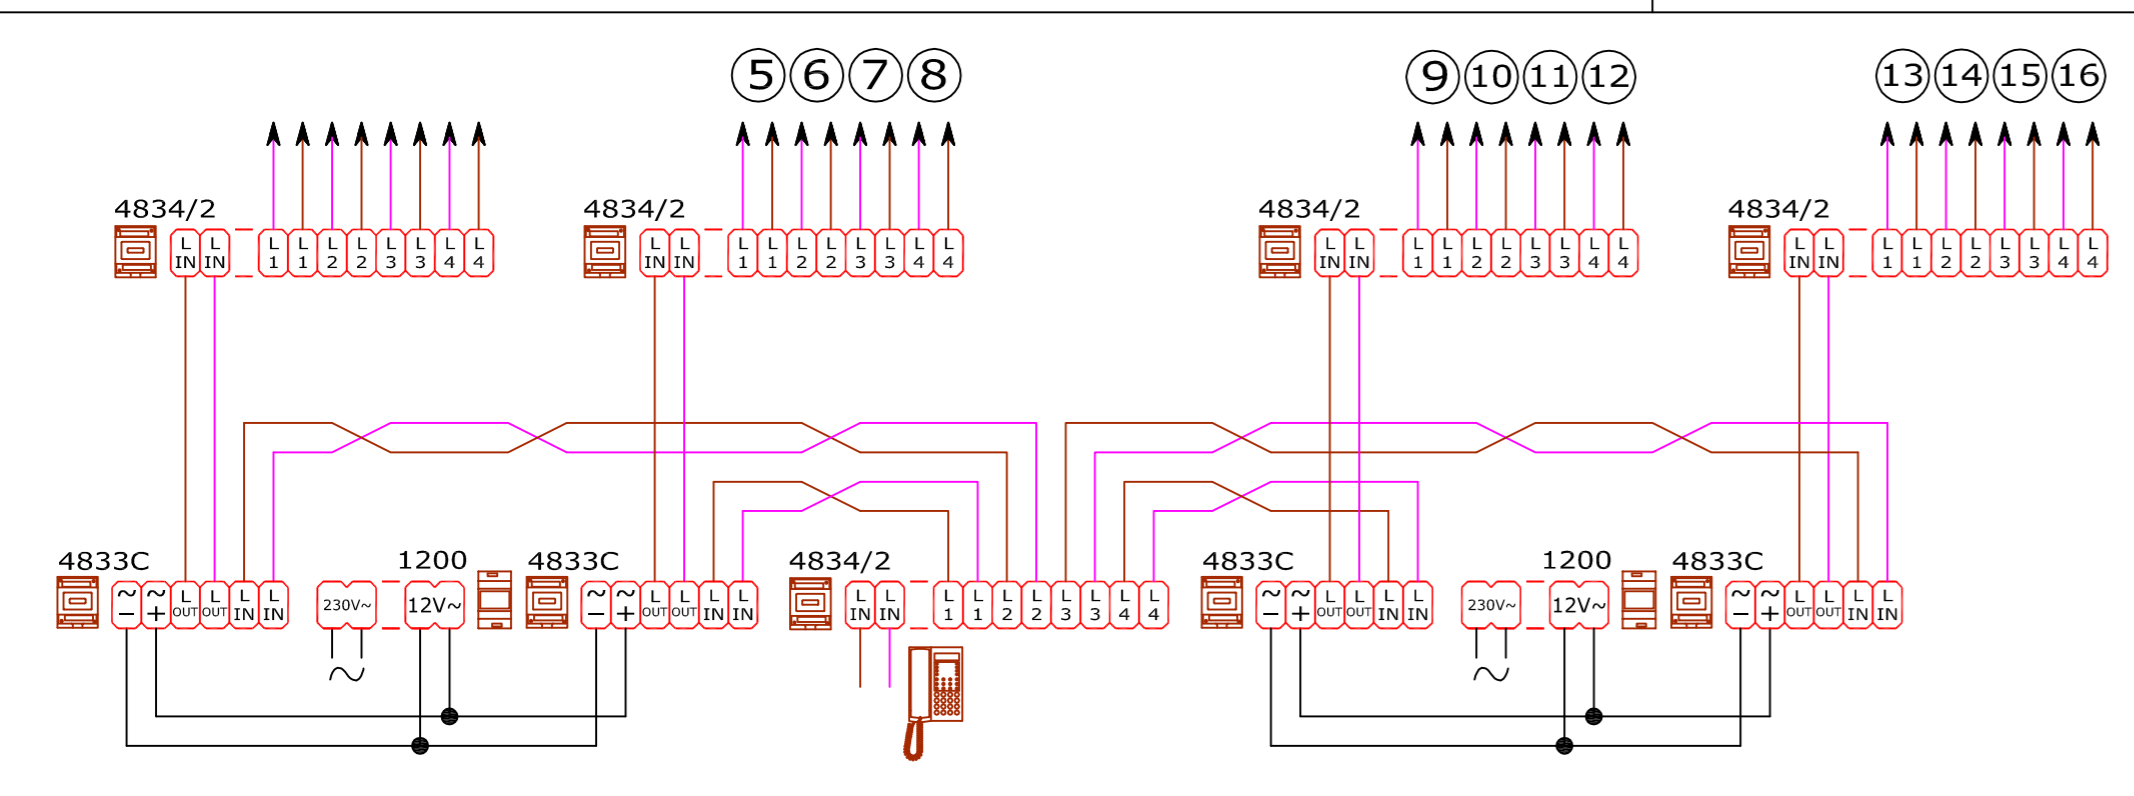 5 6 7 8 9 10 11 12 13 14 15 16
4834/2 4834/2 4834/2 4834/2
L IN L IN L 1 L 1 L 2 L 2 L 3 L 3 L 4 L 4
L IN L IN L 1 L 1 L 2 L 2 L 3 L 3 L 4 L 4
L IN L IN L 1 L 1 L 2 L 2 L 3 L 3 L 4 L 4
L IN L IN L 1 L 1 L 2 L 2 L 3 L 3 L 4 L 4
4833C 1200 4833C 4834/2 4833C 1200 4833C
~ − ~ + L OUT L OUT L IN L IN
230V~ 12V~
~ − ~ + L OUT L OUT L IN L IN
L IN L IN L 1 L 1 L 2 L 2 L 3 L 3 L 4 L 4
~ − ~ + L OUT L OUT L IN L IN
230V~ 12V~
~ − ~ + L OUT L OUT L IN L IN
~ ~